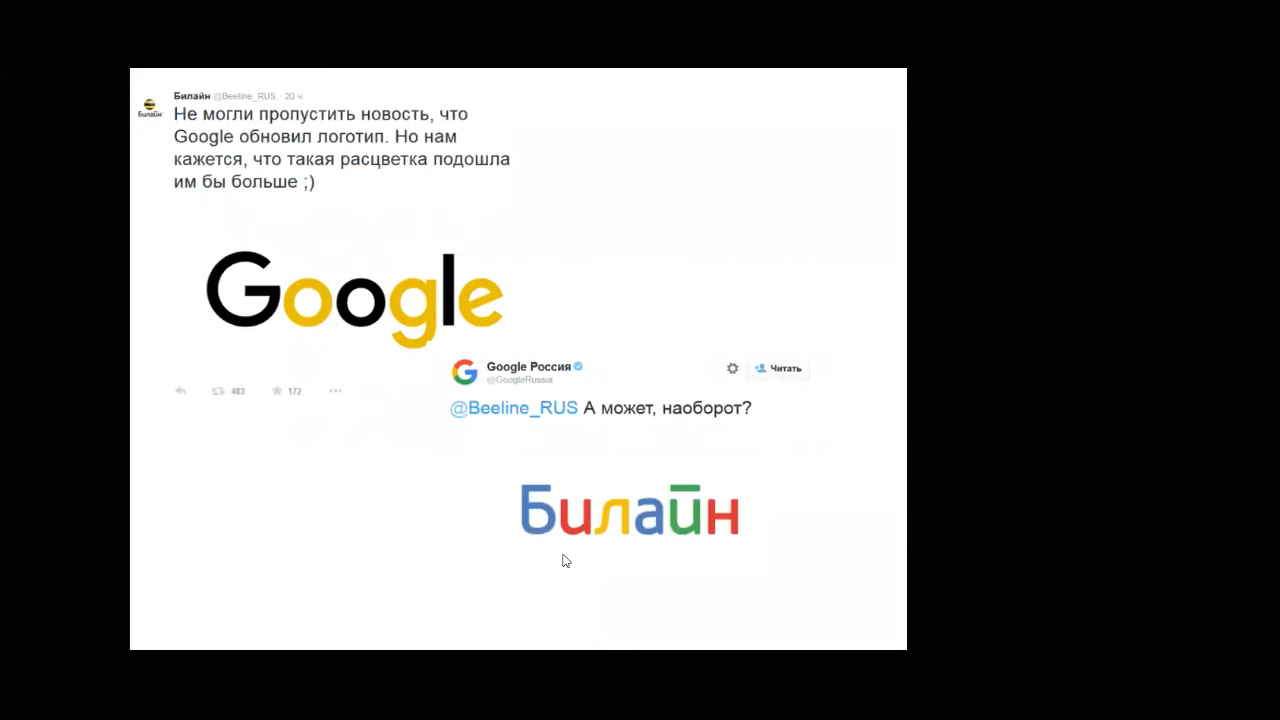 Билайн @Beeline_RUS 20 ч
Билайн
Не могли пропустить новость, что
Google обновил логотип. Но нам
кажется, что такая расцветка подошла
им бы больше ;)
Google
483 172
Google Россия
Читать
@GoogleRussia
@Beeline_RUS А может, наоборот?
Билайн